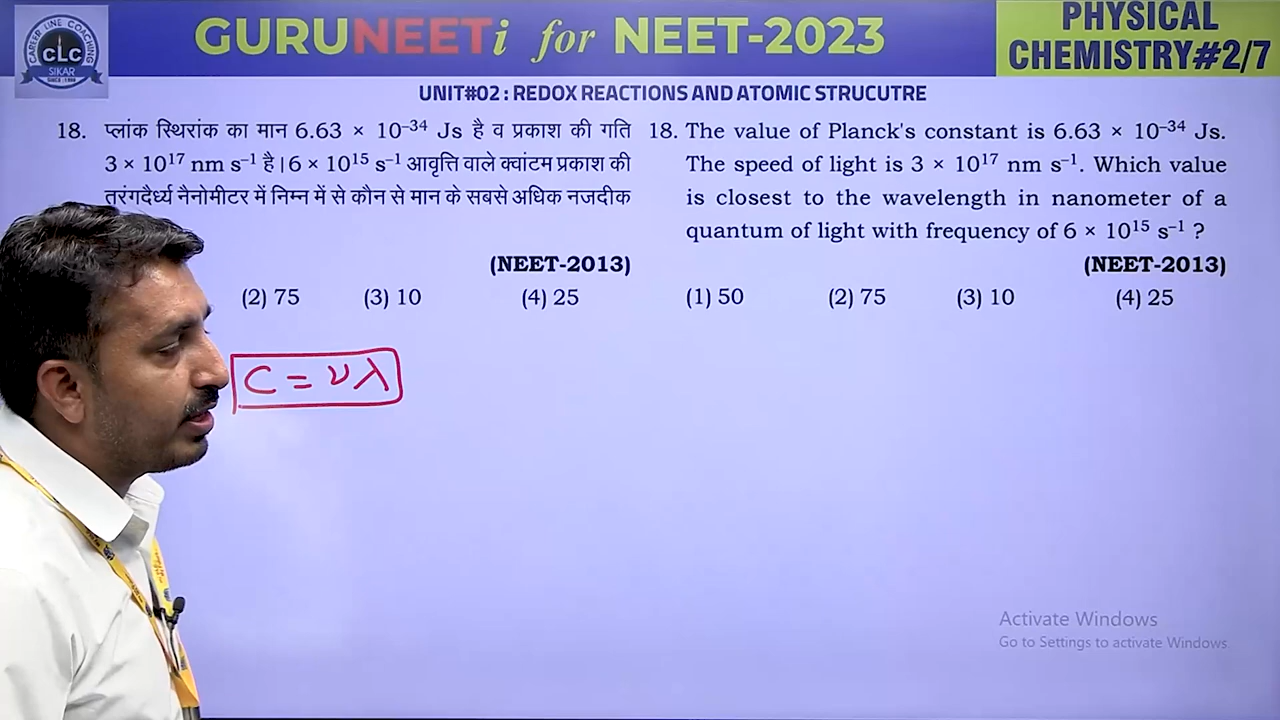 GURUNEETi for NEET-2023
PHYSICAL
CHEMISTRY#2/7
CAREER LINE COACHING
CLC
SIKAR
SINCE : 1996
UNIT#02 : REDOX REACTIONS AND ATOMIC STRUCUTRE
18. प्लांक स्थिरांक का मान 6.63 × 10⁻³⁴ Js है व प्रकाश की गति
3 × 10¹⁷ nm s⁻¹ है। 6 × 10¹⁵ s⁻¹ आवृत्ति वाले क्वांटम प्रकाश की
तरंगदैर्ध्य नैनोमीटर में निम्न में से कौन से मान के सबसे अधिक नजदीक
(NEET-2013)
(2) 75 (3) 10 (4) 25
18. The value of Planck's constant is 6.63 × 10⁻³⁴ Js.
The speed of light is 3 × 10¹⁷ nm s⁻¹. Which value
is closest to the wavelength in nanometer of a
quantum of light with frequency of 6 × 10¹⁵ s⁻¹ ?
(NEET-2013)
(1) 50 (2) 75 (3) 10 (4) 25
C = νλ
Activate Windows
Go to Settings to activate Windows.